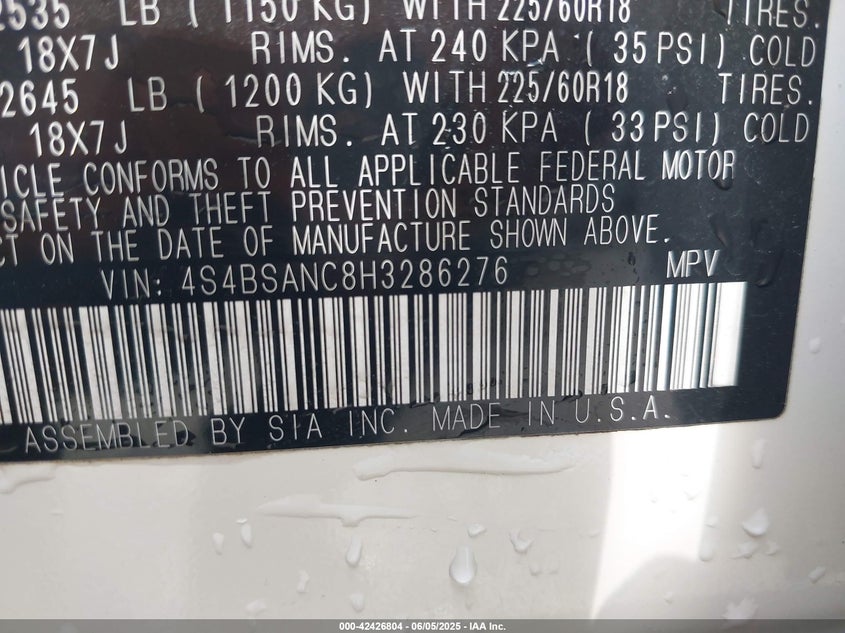 2535 LB ( 1150 KG) WITH 225/60R18 TIRES.
18X7J RIMS. AT 240 KPA ( 35 PSI) COLD
2645 LB ( 1200 KG) WITH 225/60R18 TIRES.
18X7J RIMS. AT 230 KPA ( 33 PSI) COLD
ICLE CONFORMS TO ALL APPLICABLE FEDERAL MOTOR
SAFETY AND THEFT PREVENTION STANDARDS
CT ON THE DATE OF MANUFACTURE SHOWN ABOVE.
VIN: 4S4BSANC8H3286276 MPV
ASSEMBLED BY SIA INC. MADE IN U.S.A.
000-42426804 - 06/05/2025 - IAA Inc.